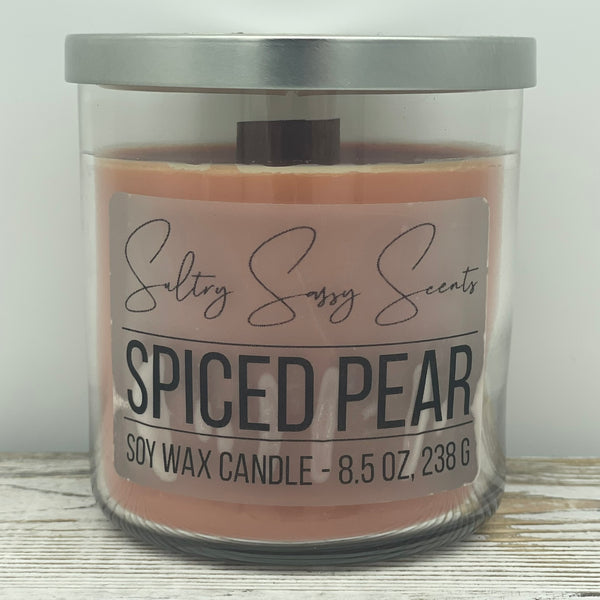 Sultry Sassy Scents
SPICED PEAR
SOY WAX CANDLE - 8.5 OZ, 238 G